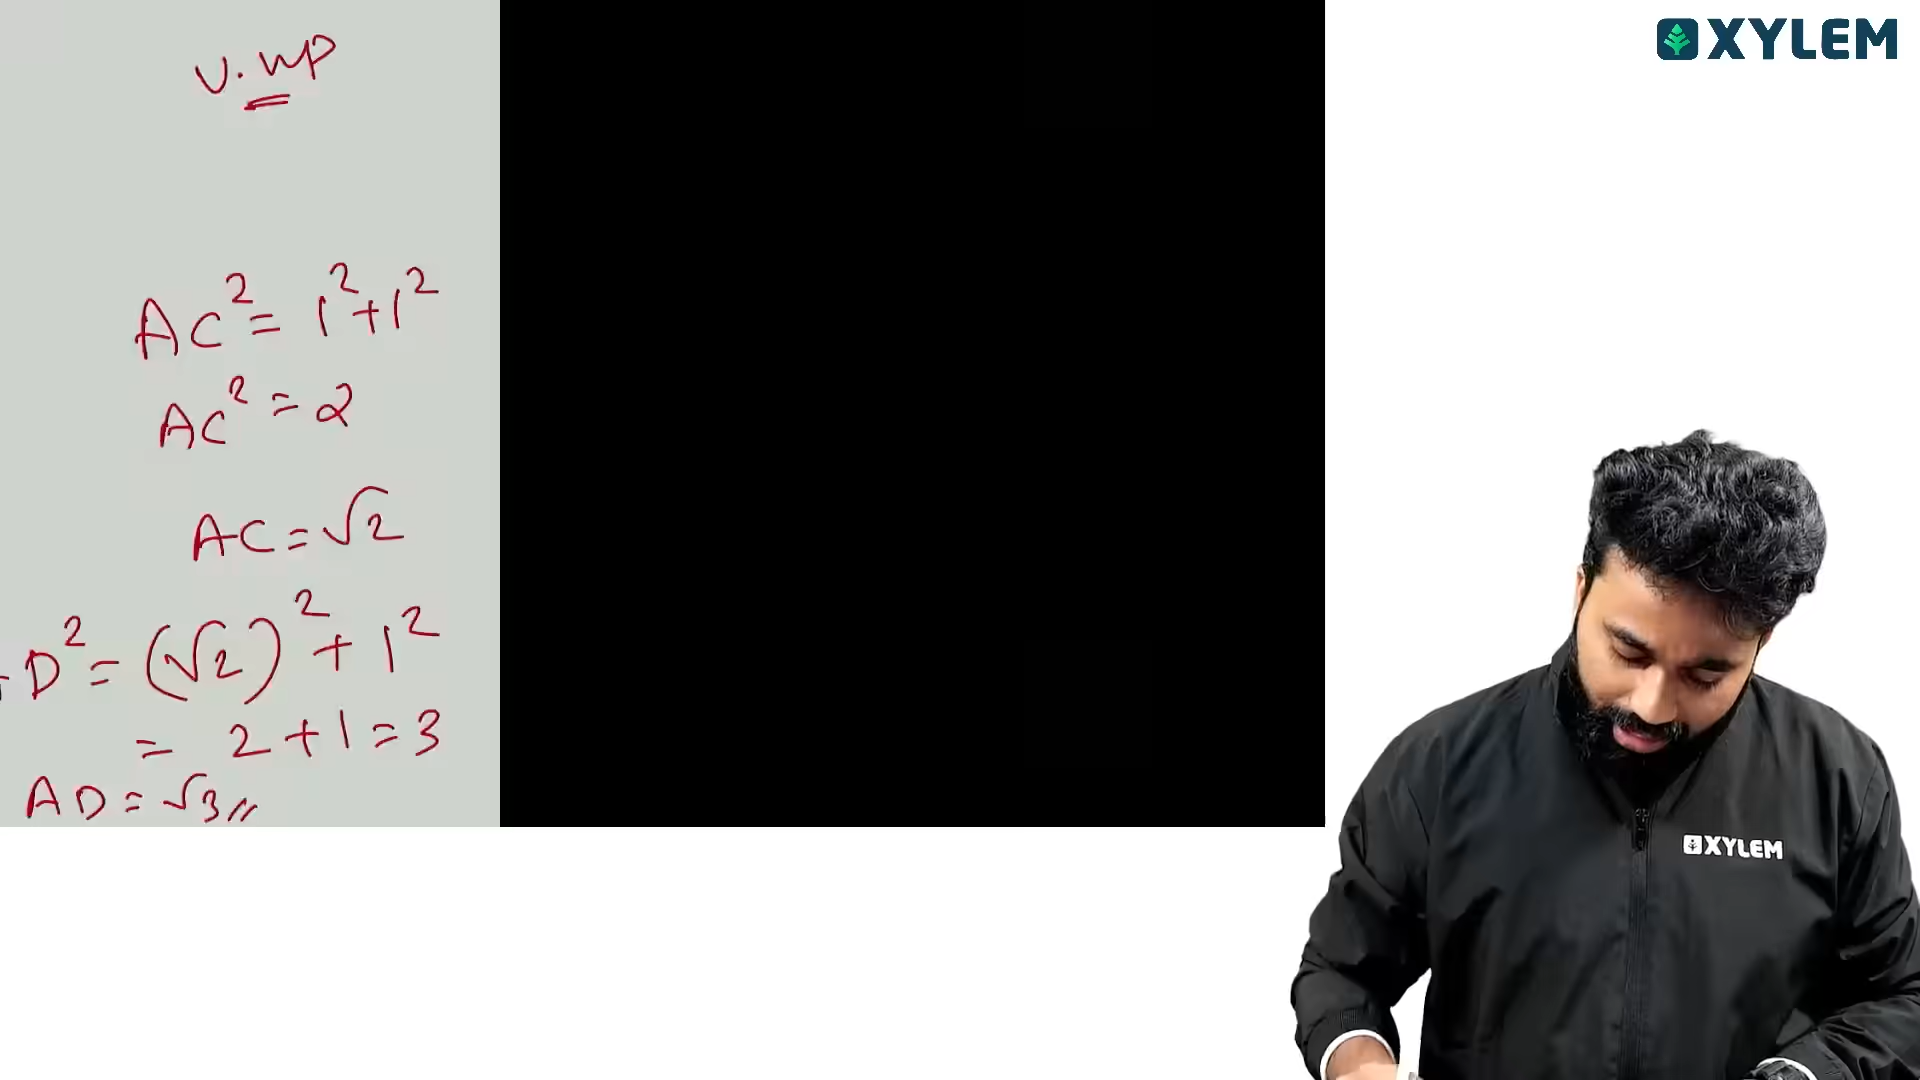 XYLEM
V. Imp
AC² = 1² + 1²
AC² = 2
AC = √2
D² = (√2)² + 1²
= 2 + 1 = 3
AD = √3 //
XYLEM